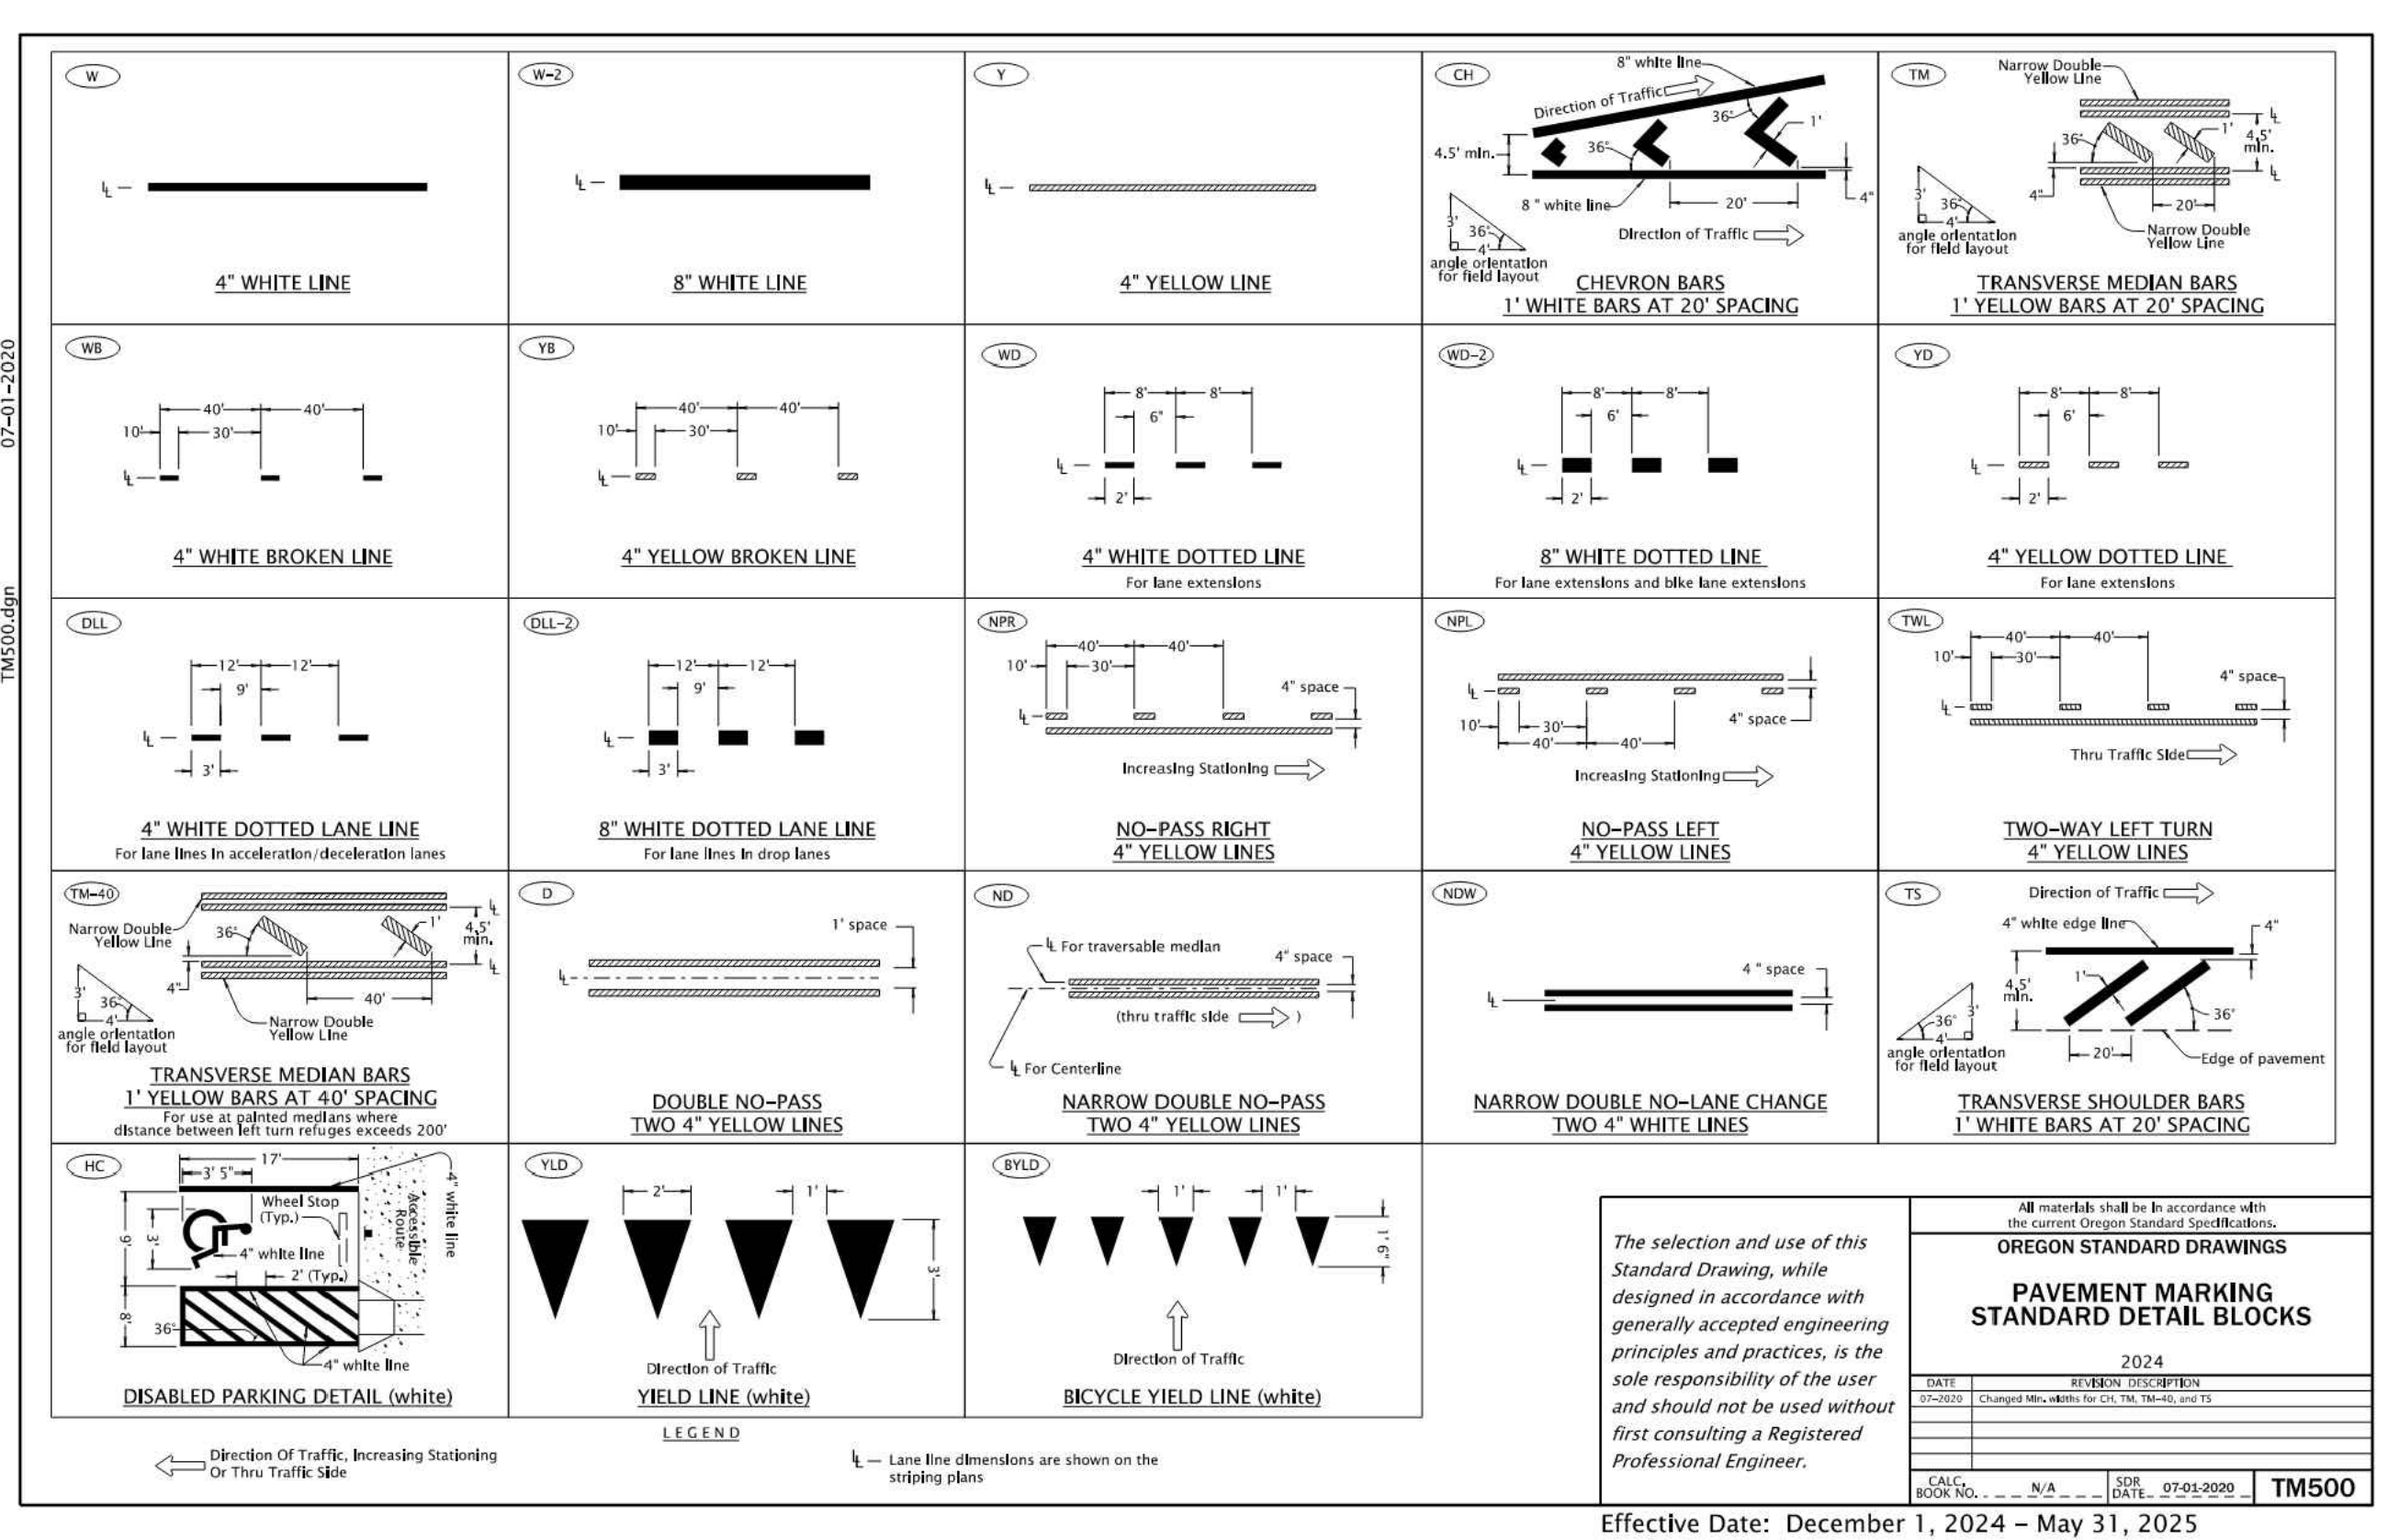 07-01-2020
TM500.dgn
W
LL
4" WHITE LINE
W-2
LL
8" WHITE LINE
Y
LL
4" YELLOW LINE
CH
8" white line
Direction of Traffic
36°
1'
4.5' min.
36°
8 " white line
20'
4"
3'
36°
4'
Direction of Traffic
angle orientation
for field layout
CHEVRON BARS
1' WHITE BARS AT 20' SPACING
TM
Narrow Double
Yellow Line
LL
36°
1'
4.5'
min.
LL
4"
20'
3'
36°
4'
angle orientation
for field layout
Narrow Double
Yellow Line
TRANSVERSE MEDIAN BARS
1' YELLOW BARS AT 20' SPACING
WB
40'
40'
10'
30'
LL
4" WHITE BROKEN LINE
YB
40'
40'
10'
30'
LL
4" YELLOW BROKEN LINE
WD
8'
8'
6"
LL
2'
4" WHITE DOTTED LINE
For lane extensions
WD-2
8'
8'
6'
LL
2'
8" WHITE DOTTED LINE
For lane extensions and bike lane extensions
YD
8'
8'
6'
LL
2'
4" YELLOW DOTTED LINE
For lane extensions
DLL
12'
12'
9'
LL
3'
4" WHITE DOTTED LANE LINE
For lane lines in acceleration/deceleration lanes
DLL-2
12'
12'
9'
LL
3'
8" WHITE DOTTED LANE LINE
For lane lines in drop lanes
NPR
40'
40'
10'
30'
4" space
LL
Increasing Stationing
NO-PASS RIGHT
4" YELLOW LINES
NPL
LL
4" space
10'
30'
40'
40'
Increasing Stationing
NO-PASS LEFT
4" YELLOW LINES
TWL
40'
40'
10'
30'
4" space
LL
Thru Traffic Side
TWO-WAY LEFT TURN
4" YELLOW LINES
TM-40
LL
Narrow Double
Yellow Line
36°
1'
4.5'
min.
LL
4"
40'
3'
36°
4'
angle orientation
for field layout
Narrow Double
Yellow Line
TRANSVERSE MEDIAN BARS
1' YELLOW BARS AT 40' SPACING
For use at painted medians where
distance between left turn refuges exceeds 200'
D
1' space
LL
DOUBLE NO-PASS
TWO 4" YELLOW LINES
ND
LL For traversable median
4" space
(thru traffic side )
LL For Centerline
NARROW DOUBLE NO-PASS
TWO 4" YELLOW LINES
NDW
4 " space
LL
NARROW DOUBLE NO-LANE CHANGE
TWO 4" WHITE LINES
TS
Direction of Traffic
4" white edge line
4"
4.5'
min.
1'
36°
3'
36°
4'
angle orientation
for field layout
20'
Edge of pavement
TRANSVERSE SHOULDER BARS
1' WHITE BARS AT 20' SPACING
HC
17'
3' 5"
4" white line
Wheel Stop
(Typ.)
Accessible
Route
9'
3'
4" white line
2' (Typ.)
8'
36°
4" white line
DISABLED PARKING DETAIL (white)
YLD
2'
1'
3'
Direction of Traffic
YIELD LINE (white)
BYLD
1'
1'
1' 6"
Direction of Traffic
BICYCLE YIELD LINE (white)
LEGEND
Direction Of Traffic, Increasing Stationing
Or Thru Traffic Side
LL — Lane line dimensions are shown on the
striping plans
The selection and use of this
Standard Drawing, while
designed in accordance with
generally accepted engineering
principles and practices, is the
sole responsibility of the user
and should not be used without
first consulting a Registered
Professional Engineer.
All materials shall be in accordance with
the current Oregon Standard Specifications.
OREGON STANDARD DRAWINGS
PAVEMENT MARKING
STANDARD DETAIL BLOCKS
2024
DATE REVISION DESCRIPTION
07-2020 Changed Min. widths for CH, TM, TM-40, and TS
CALC.
BOOK NO. N/A
SDR
DATE 07-01-2020
TM500
Effective Date: December 1, 2024 – May 31, 2025